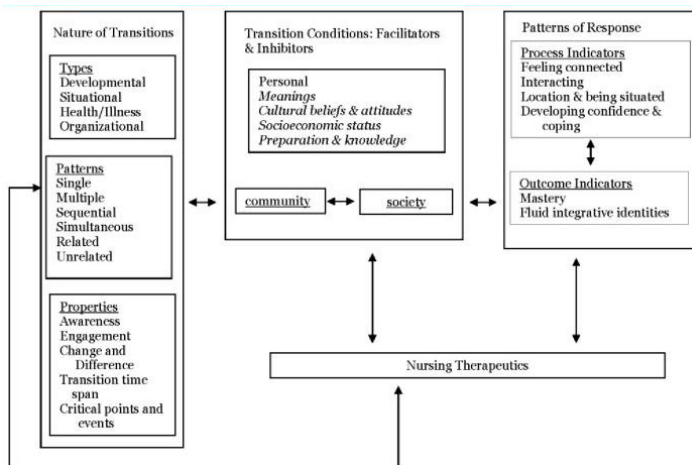 Nature of Transitions
Types
Developmental
Situational
Health/Illness
Organizational
Patterns
Single
Multiple
Sequential
Simultaneous
Related
Unrelated
Properties
Awareness
Engagement
Change and
Difference
Transition time
span
Critical points and
events
Transition Conditions: Facilitators
& Inhibitors
Personal
Meanings
Cultural beliefs & attitudes
Socioeconomic status
Preparation & knowledge
community
society
Patterns of Response
Process Indicators
Feeling connected
Interacting
Location & being situated
Developing confidence &
coping
Outcome Indicators
Mastery
Fluid integrative identities
Nursing Therapeutics